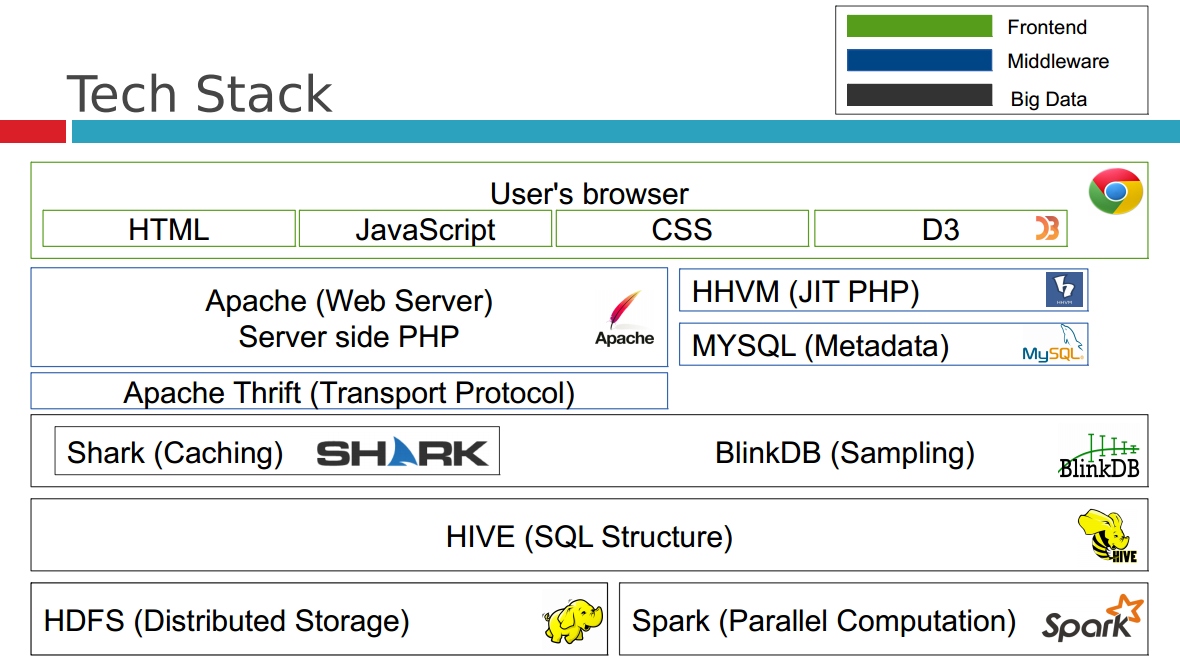 Frontend
Middleware
Big Data
Tech Stack
User's browser
HTML
JavaScript
CSS
D3
D3
Apache (Web Server)
Server side PHP
Apache
HHVM (JIT PHP)
HHVM
MYSQL (Metadata)
MySQL
Apache Thrift (Transport Protocol)
Shark (Caching)
SHARK
BlinkDB (Sampling)
BlinkDB
HIVE (SQL Structure)
HIVE
HDFS (Distributed Storage)
Spark (Parallel Computation)
Spark